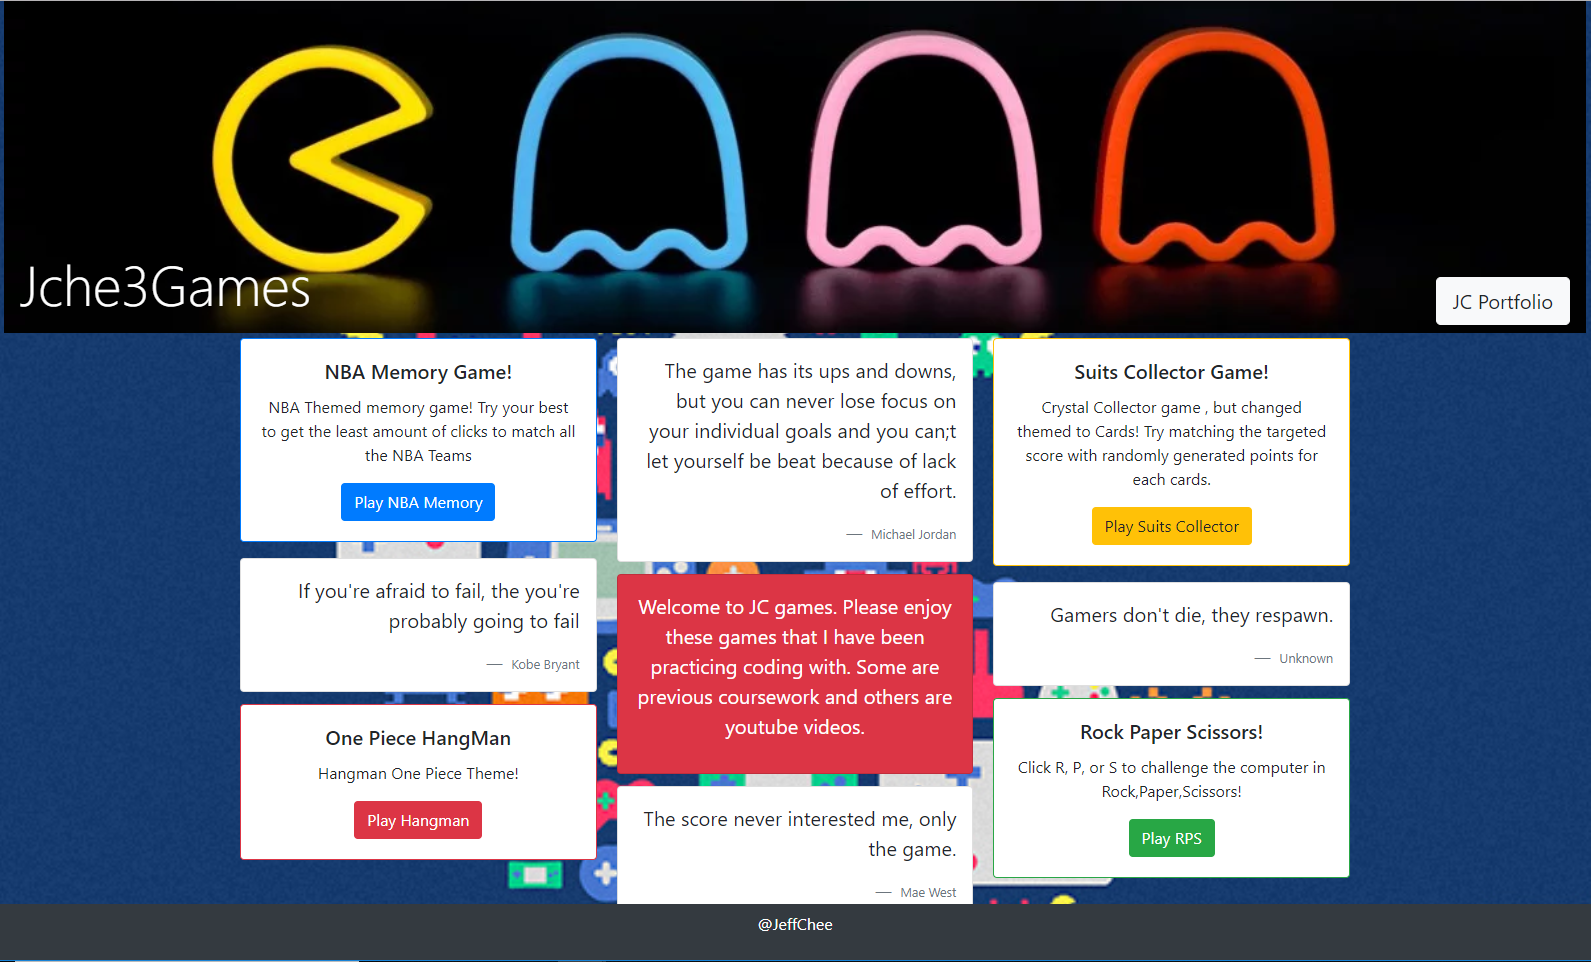 Jche3Games
JC Portfolio
NBA Memory Game!
NBA Themed memory game! Try your best
to get the least amount of clicks to match all
the NBA Teams
Play NBA Memory
If you're afraid to fail, the you're
probably going to fail
— Kobe Bryant
One Piece HangMan
Hangman One Piece Theme!
Play Hangman
The game has its ups and downs,
but you can never lose focus on
your individual goals and you can;t
let yourself be beat because of lack
of effort.
— Michael Jordan
Welcome to JC games. Please enjoy
these games that I have been
practicing coding with. Some are
previous coursework and others are
youtube videos.
The score never interested me, only
the game.
— Mae West
Suits Collector Game!
Crystal Collector game , but changed
themed to Cards! Try matching the targeted
score with randomly generated points for
each cards.
Play Suits Collector
Gamers don't die, they respawn.
— Unknown
Rock Paper Scissors!
Click R, P, or S to challenge the computer in
Rock,Paper,Scissors!
Play RPS
@JeffChee